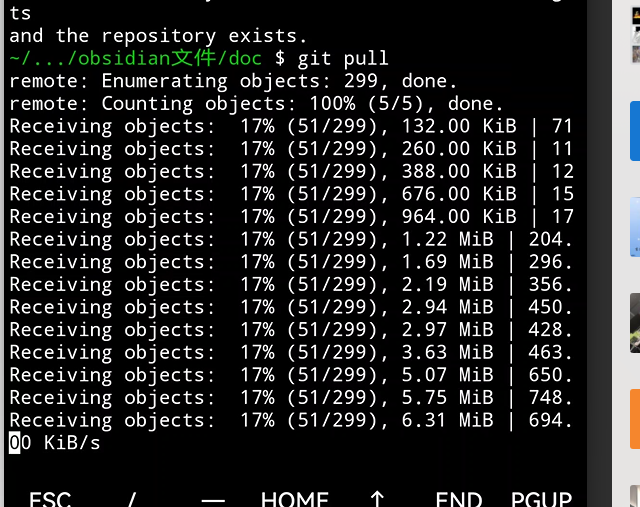 ts
and the repository exists.
~/.../obsidian文件/doc $ git pull
remote: Enumerating objects: 299, done.
remote: Counting objects: 100% (5/5), done.
Receiving objects:  17% (51/299), 132.00 KiB | 71
Receiving objects:  17% (51/299), 260.00 KiB | 11
Receiving objects:  17% (51/299), 388.00 KiB | 12
Receiving objects:  17% (51/299), 676.00 KiB | 15
Receiving objects:  17% (51/299), 964.00 KiB | 17
Receiving objects:  17% (51/299), 1.22 MiB | 204.
Receiving objects:  17% (51/299), 1.69 MiB | 296.
Receiving objects:  17% (51/299), 2.19 MiB | 356.
Receiving objects:  17% (51/299), 2.94 MiB | 450.
Receiving objects:  17% (51/299), 2.97 MiB | 428.
Receiving objects:  17% (51/299), 3.63 MiB | 463.
Receiving objects:  17% (51/299), 5.07 MiB | 650.
Receiving objects:  17% (51/299), 5.75 MiB | 748.
Receiving objects:  17% (51/299), 6.31 MiB | 694.
00 KiB/s
ESC / — HOME ↑ END PGUP